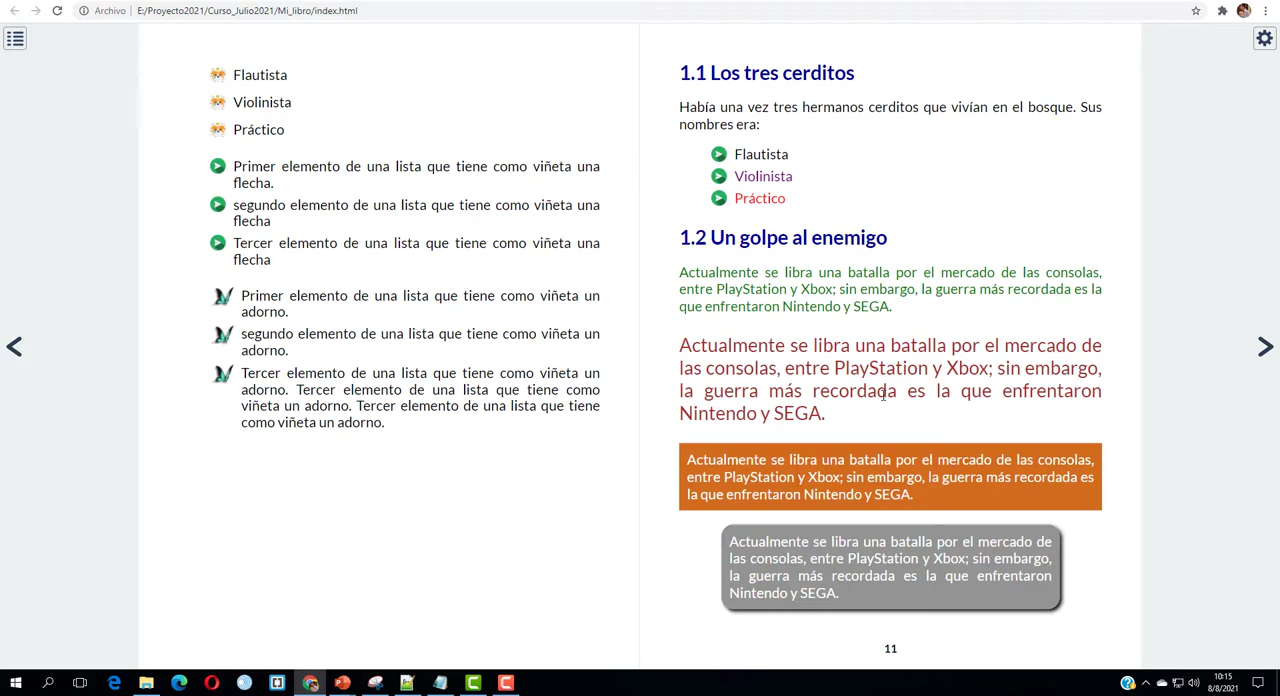 Archivo
E:/Proyecto2021/Curso_Julio2021/Mi_libro/index.html
Flautista
Violinista
Práctico
Primer elemento de una lista que tiene como viñeta una
flecha.
segundo elemento de una lista que tiene como viñeta una
flecha
Tercer elemento de una lista que tiene como viñeta una
flecha
Primer elemento de una lista que tiene como viñeta un
adorno.
segundo elemento de una lista que tiene como viñeta un
adorno.
Tercer elemento de una lista que tiene como viñeta un
adorno. Tercer elemento de una lista que tiene como
viñeta un adorno. Tercer elemento de una lista que tiene
como viñeta un adorno.
1.1 Los tres cerditos
Había una vez tres hermanos cerditos que vivían en el bosque. Sus
nombres era:
Flautista
Violinista
Práctico
1.2 Un golpe al enemigo
Actualmente se libra una batalla por el mercado de las consolas,
entre PlayStation y Xbox; sin embargo, la guerra más recordada es la
que enfrentaron Nintendo y SEGA.
Actualmente se libra una batalla por el mercado de
las consolas, entre PlayStation y Xbox; sin embargo,
la guerra más recordada es la que enfrentaron
Nintendo y SEGA.
Actualmente se libra una batalla por el mercado de las consolas,
entre PlayStation y Xbox; sin embargo, la guerra más recordada es
la que enfrentaron Nintendo y SEGA.
Actualmente se libra una batalla por el mercado de
las consolas, entre PlayStation y Xbox; sin embargo,
la guerra más recordada es la que enfrentaron
Nintendo y SEGA.
11
10:15
8/8/2021